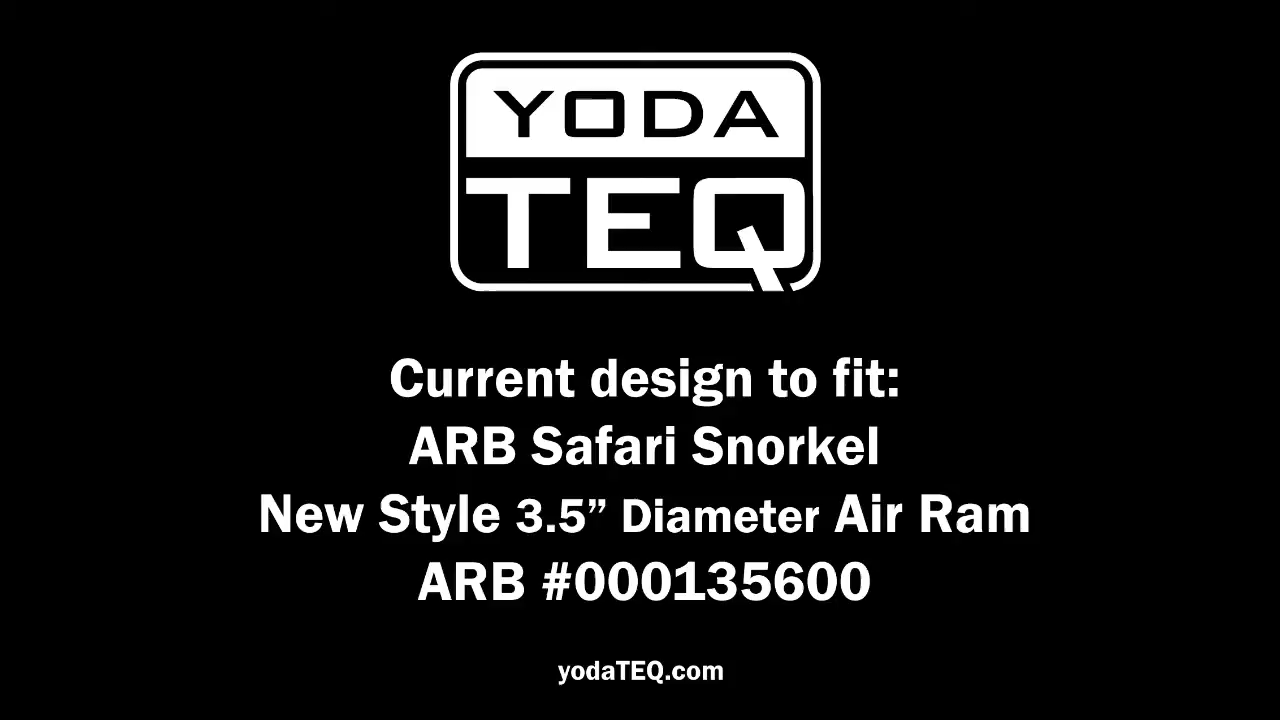 YODA
TEQ
Current design to fit:
ARB Safari Snorkel
New Style 3.5” Diameter Air Ram
ARB #000135600
yodaTEQ.com